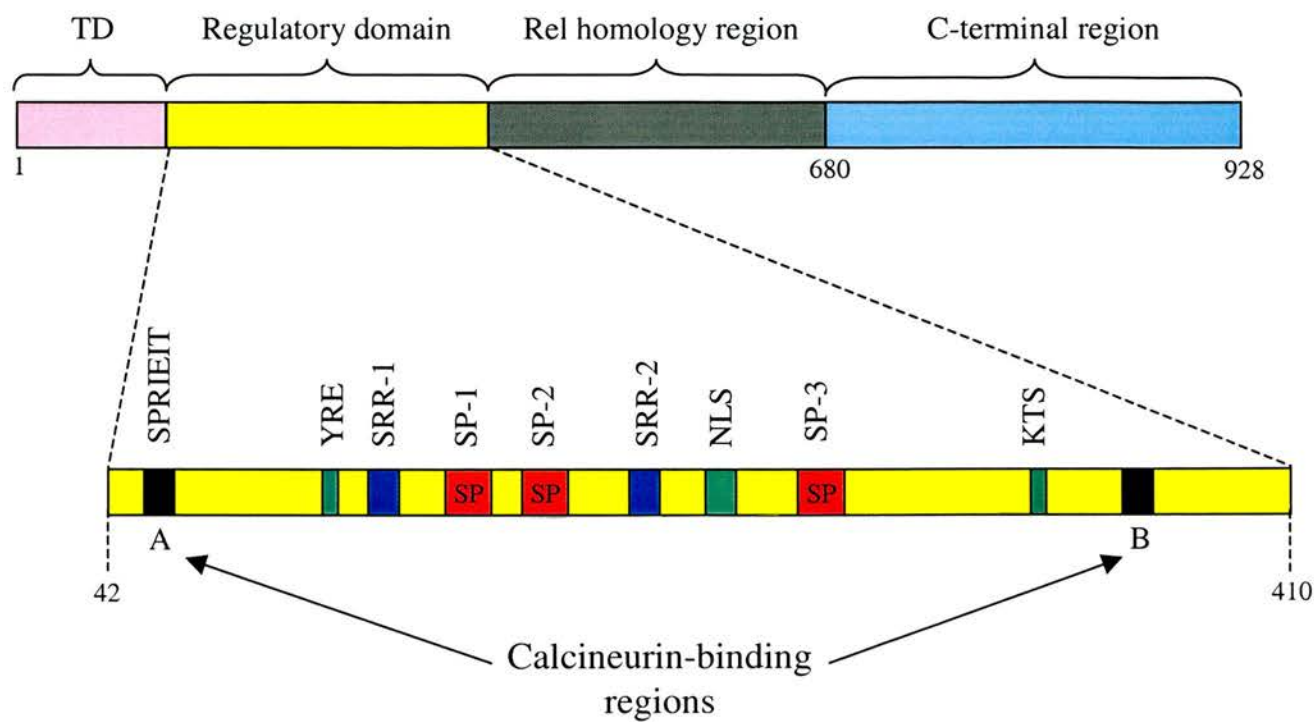 TD
Regulatory domain
Rel homology region
C-terminal region
1
680
928
SPRIEIT
YRE
SRR-1
SP-1
SP-2
SRR-2
NLS
SP-3
KTS
SP
SP
SP
A
B
42
410
Calcineurin-binding
regions